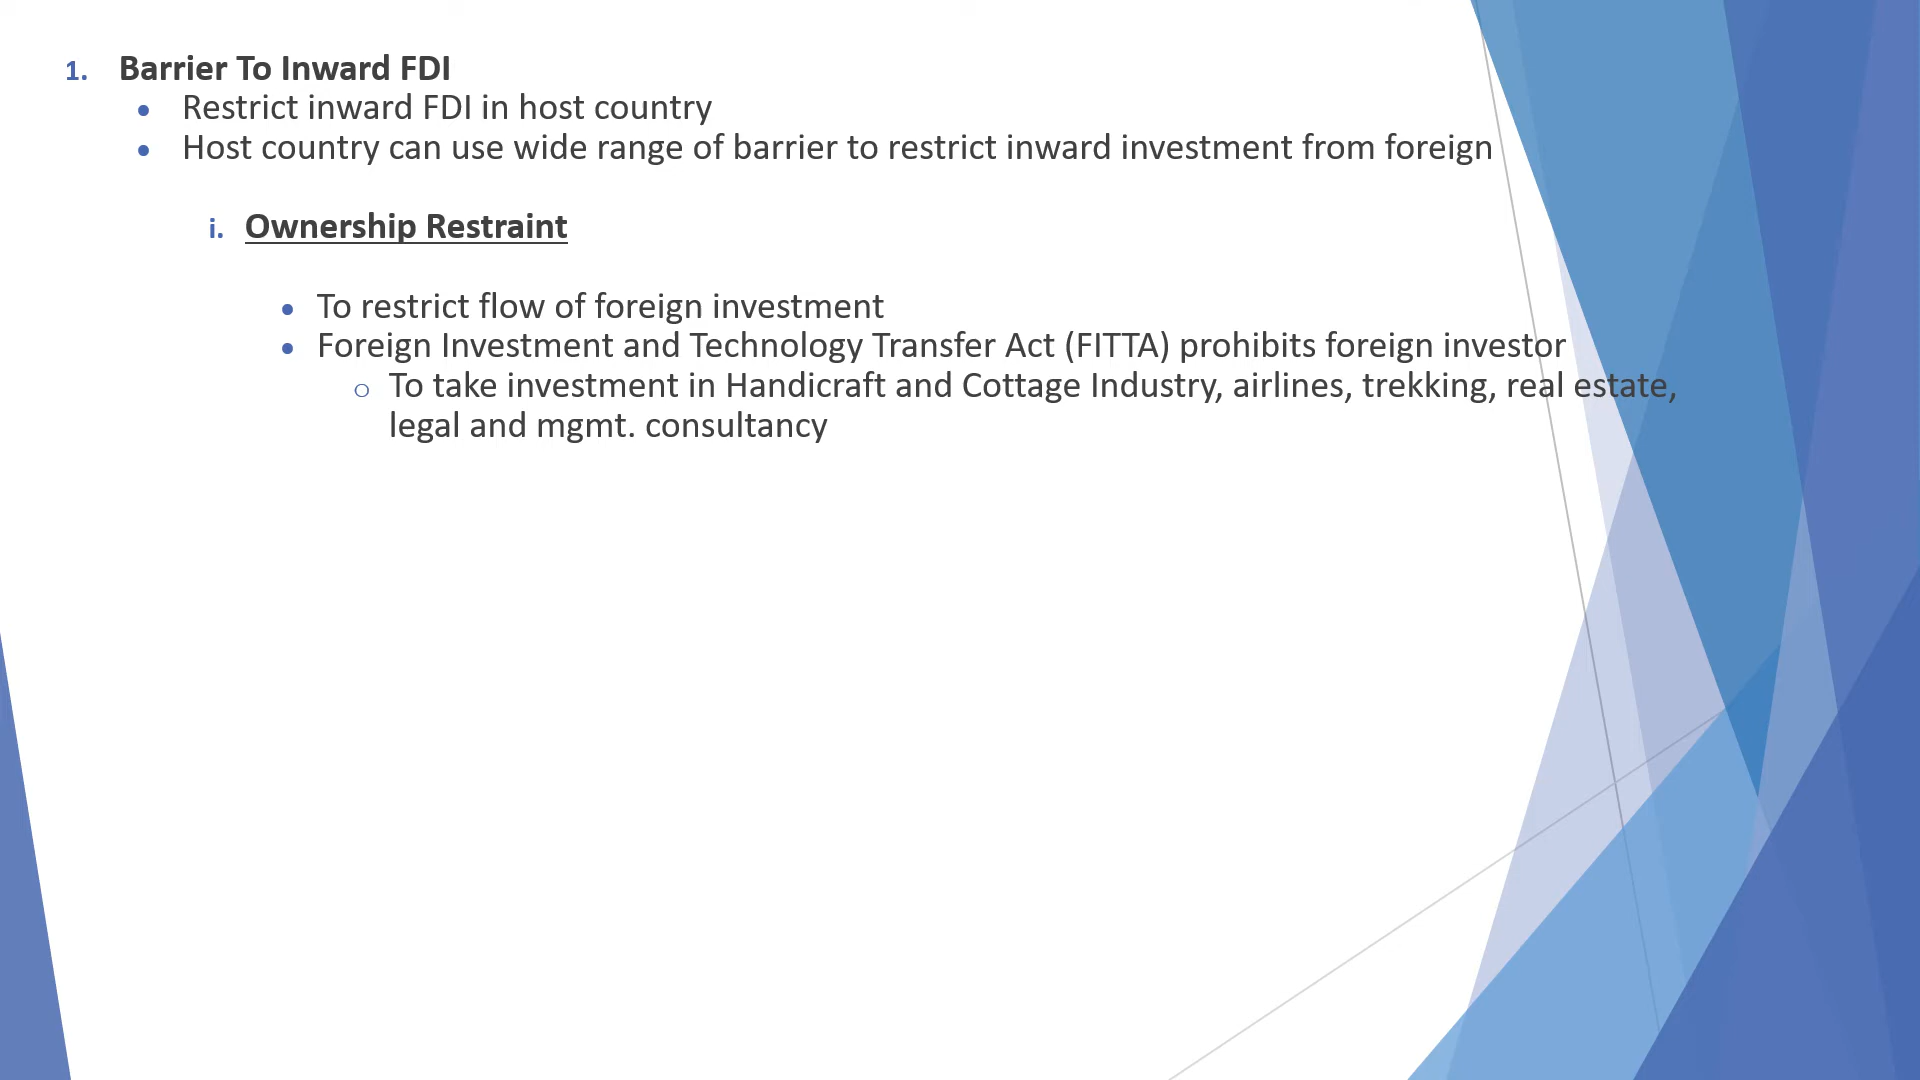 1. Barrier To Inward FDI
• Restrict inward FDI in host country
• Host country can use wide range of barrier to restrict inward investment from foreign
i. Ownership Restraint
• To restrict flow of foreign investment
• Foreign Investment and Technology Transfer Act (FITTA) prohibits foreign investor
o To take investment in Handicraft and Cottage Industry, airlines, trekking, real estate,
legal and mgmt. consultancy